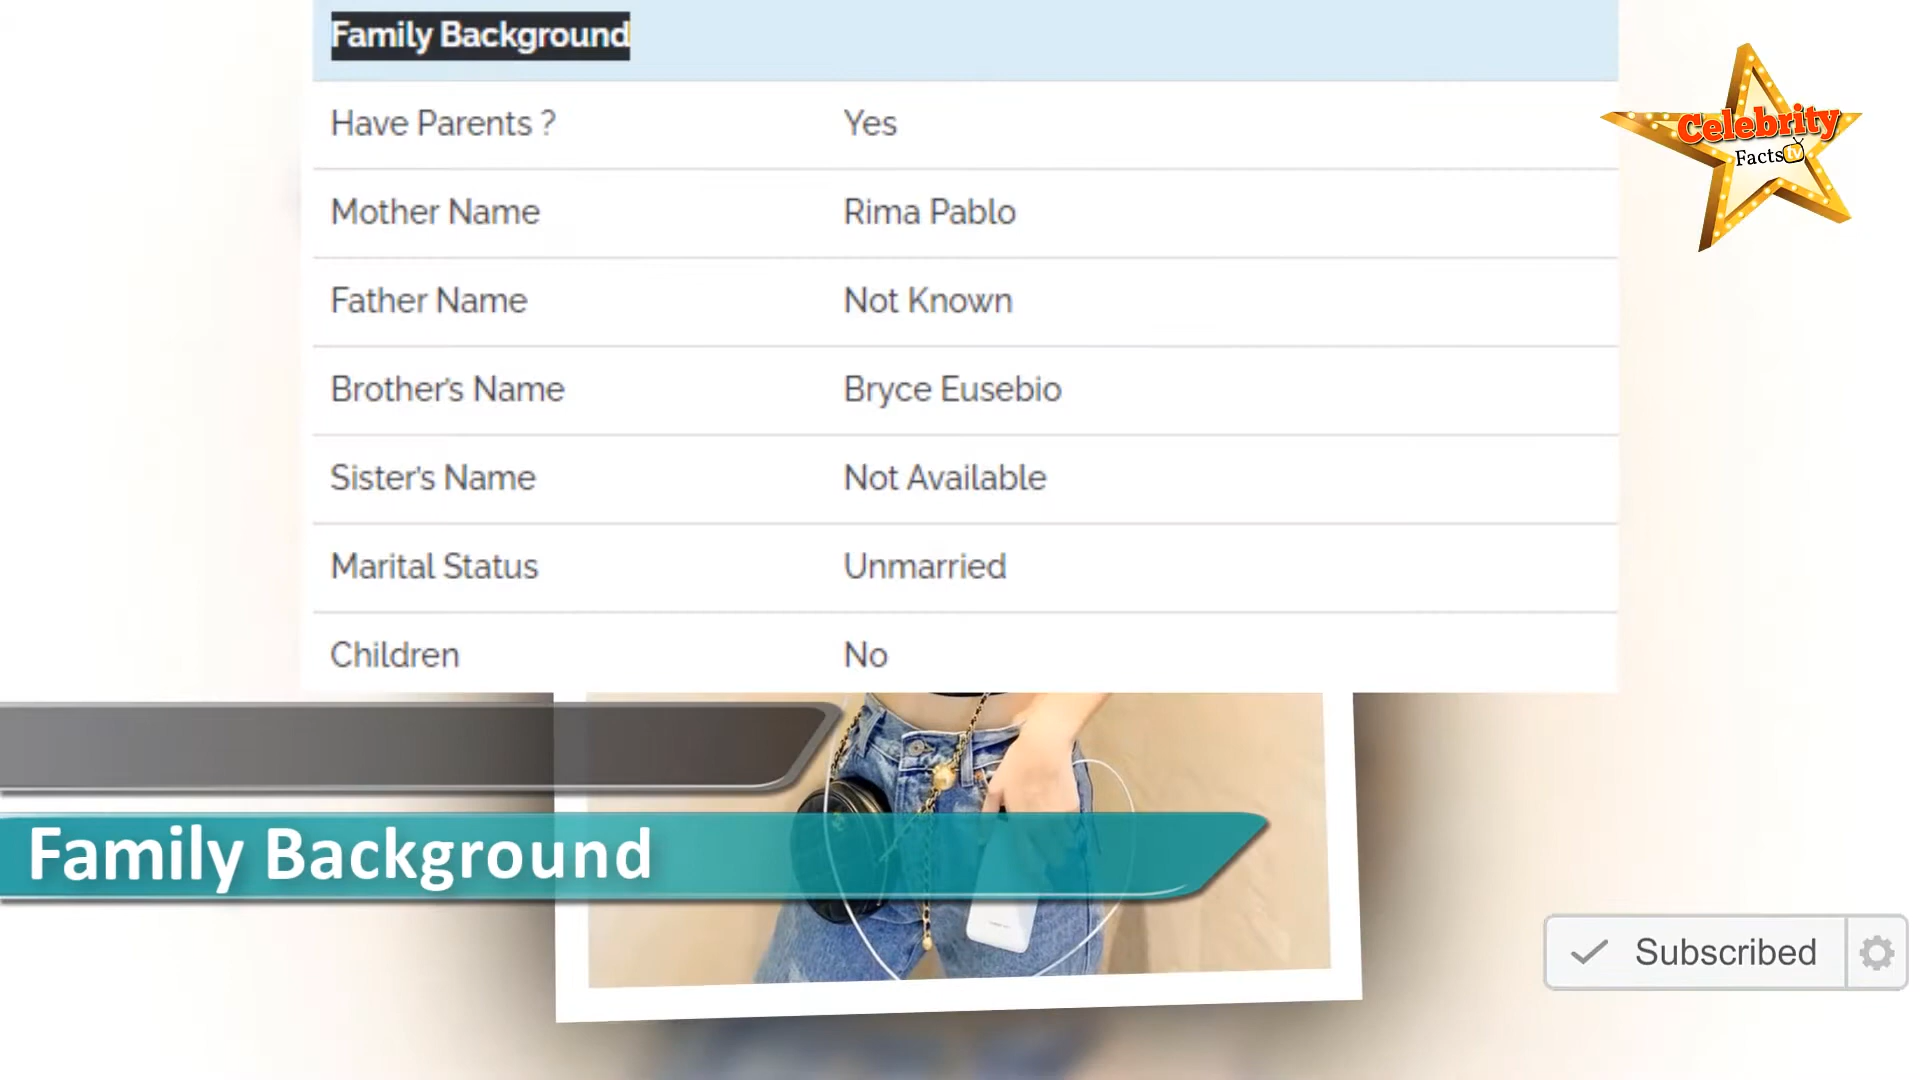 Family Background
Have Parents ? Yes
Mother Name Rima Pablo
Father Name Not Known
Brother's Name Bryce Eusebio
Sister's Name Not Available
Marital Status Unmarried
Children No
Celebrity
Facts tv
Family Background
Subscribed